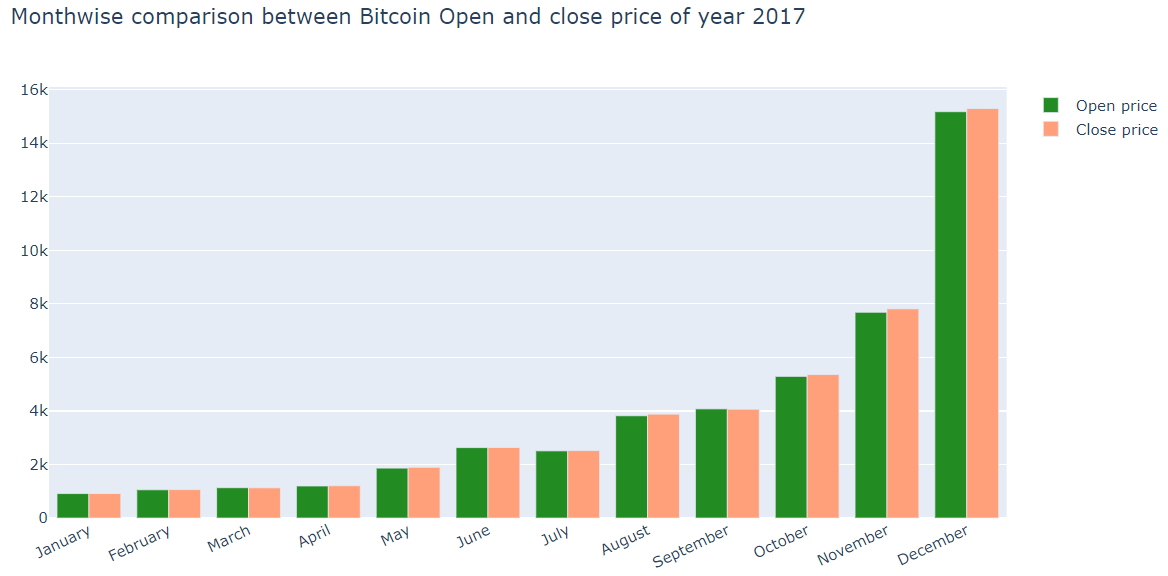 Monthwise comparison between Bitcoin Open and close price of year 2017
16k
14k
12k
10k
8k
6k
4k
2k
0
Open price
Close price
January
February
March
April
May
June
July
August
September
October
November
December